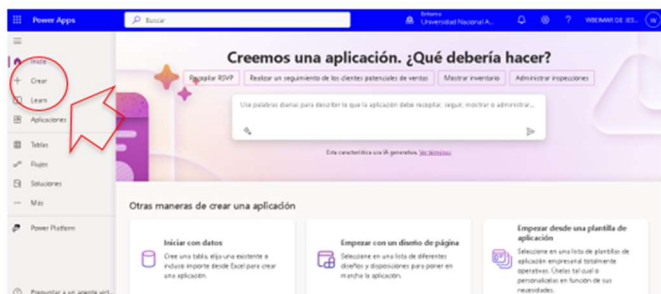 Power Apps
Buscar
Entorno
Universidad Nacional A...
WBEIMAR DE JES...
W
Inicio
Crear
Learn
Aplicaciones
Tablas
Flujos
Soluciones
Más
Power Platform
Preguntar a un agente virt...
Creemos una aplicación. ¿Qué debería hacer?
Recopilar RSVP
Realizar un seguimiento de los clientes potenciales de ventas
Mostrar inventario
Administrar inspecciones
Use palabras diarias para describir lo que la aplicación debe recopilar, seguir, mostrar o administrar...
Esta característica usa IA generativa. Ver términos
Otras maneras de crear una aplicación
Iniciar con datos
Cree una tabla, elija una existente o
incluso importe desde Excel para crear
una aplicación.
Empezar con un diseño de página
Seleccione en una lista de diferentes
diseños y disposiciones para poner en
marcha la aplicación.
Empezar desde una plantilla de
aplicación
Seleccione en una lista de plantillas de
aplicación empresarial totalmente
operativas. Úselas tal cual o
personalícelas en función de sus
necesidades.